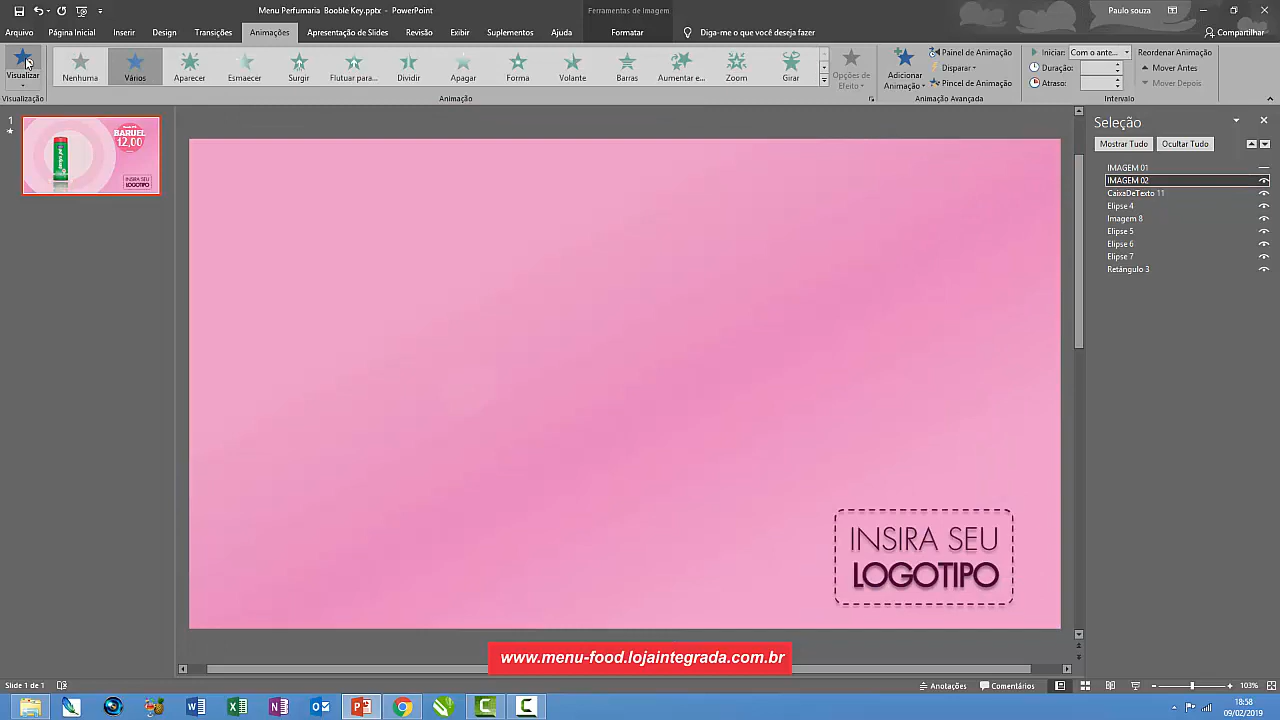 Menu Perfumaria Booble Key.pptx - PowerPoint
Ferramentas de Imagem
Paulo souza
Arquivo
Página Inicial
Inserir
Design
Transições
Animações
Apresentação de Slides
Revisão
Exibir
Suplementos
Ajuda
Formatar
Diga-me o que você deseja fazer
Compartilhar
Visualizar
Nenhuma
Vários
Aparecer
Esmaecer
Surgir
Flutuar para...
Dividir
Apagar
Forma
Volante
Barras
Aumentar e...
Zoom
Girar
Opções de
Efeito
Adicionar
Animação
Painel de Animação
Disparar
Pincel de Animação
Iniciar: Com o ante...
Duração:
Atraso:
Reordenar Animação
Mover Antes
Mover Depois
Visualização
Animação
Animação Avançada
Intervalo
1
BARUEL
12,00
INSIRA SEU
LOGOTIPO
Seleção
Mostrar Tudo
Ocultar Tudo
IMAGEM 01
IMAGEM 02
CaixaDeTexto 11
Elipse 4
Imagem 8
Elipse 5
Elipse 6
Elipse 7
Retângulo 3
INSIRA SEU
LOGOTIPO
www.menu-food.lojaintegrada.com.br
Slide 1 de 1
Anotações
Comentários
103%
18:58
09/02/2019